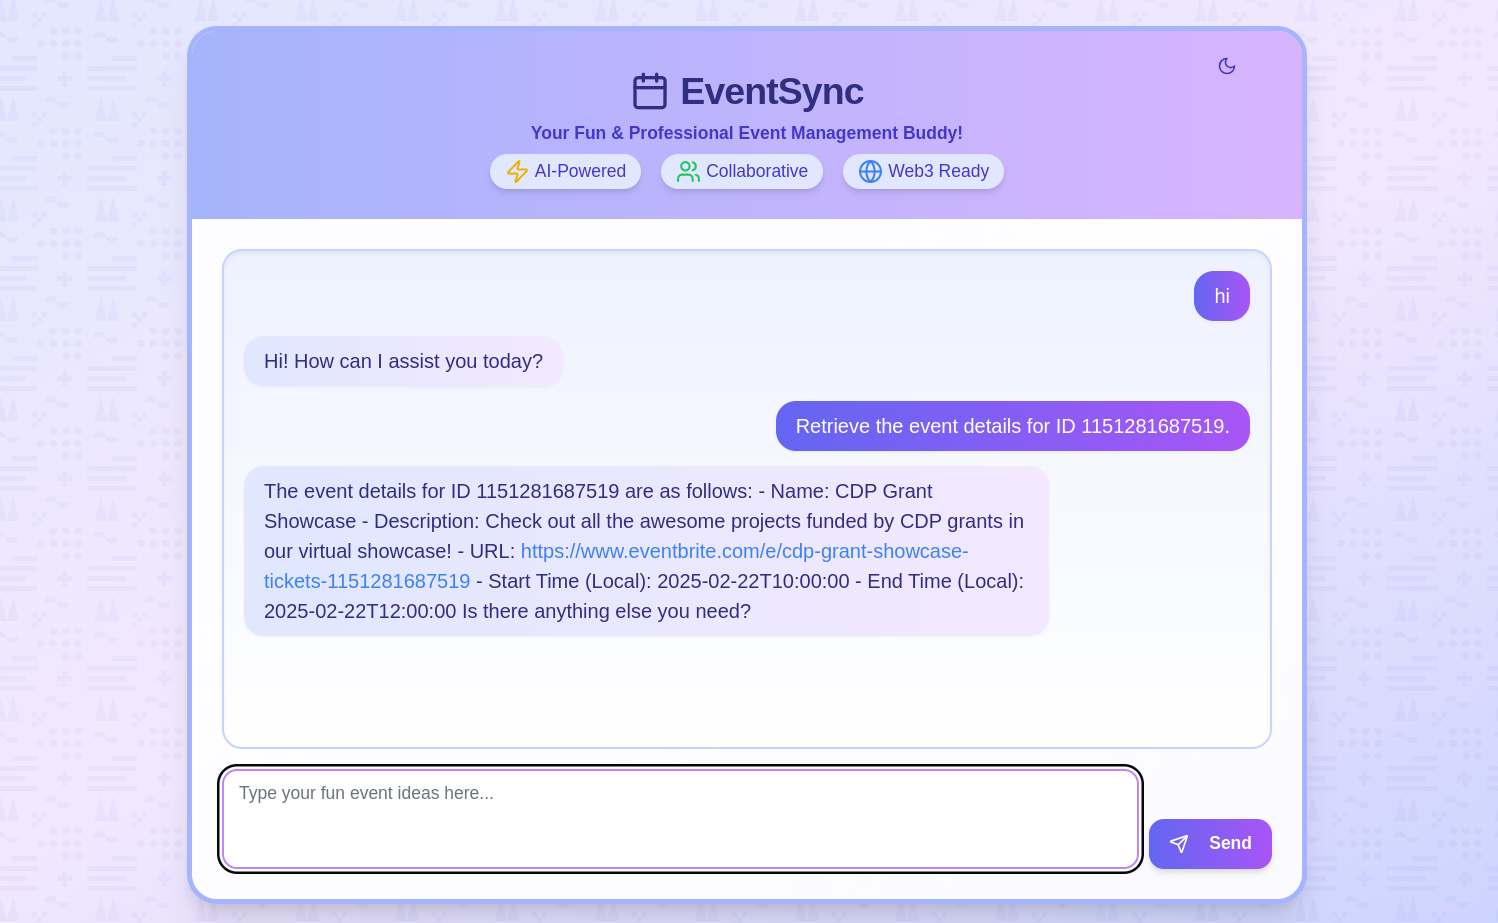 EventSync
Your Fun & Professional Event Management Buddy!
AI-Powered
Collaborative
Web3 Ready
hi
Hi! How can I assist you today?
Retrieve the event details for ID 1151281687519.
The event details for ID 1151281687519 are as follows: - Name: CDP Grant
Showcase - Description: Check out all the awesome projects funded by CDP grants in
our virtual showcase! - URL: https://www.eventbrite.com/e/cdp-grant-showcase-
tickets-1151281687519 - Start Time (Local): 2025-02-22T10:00:00 - End Time (Local):
2025-02-22T12:00:00 Is there anything else you need?
Type your fun event ideas here...
Send